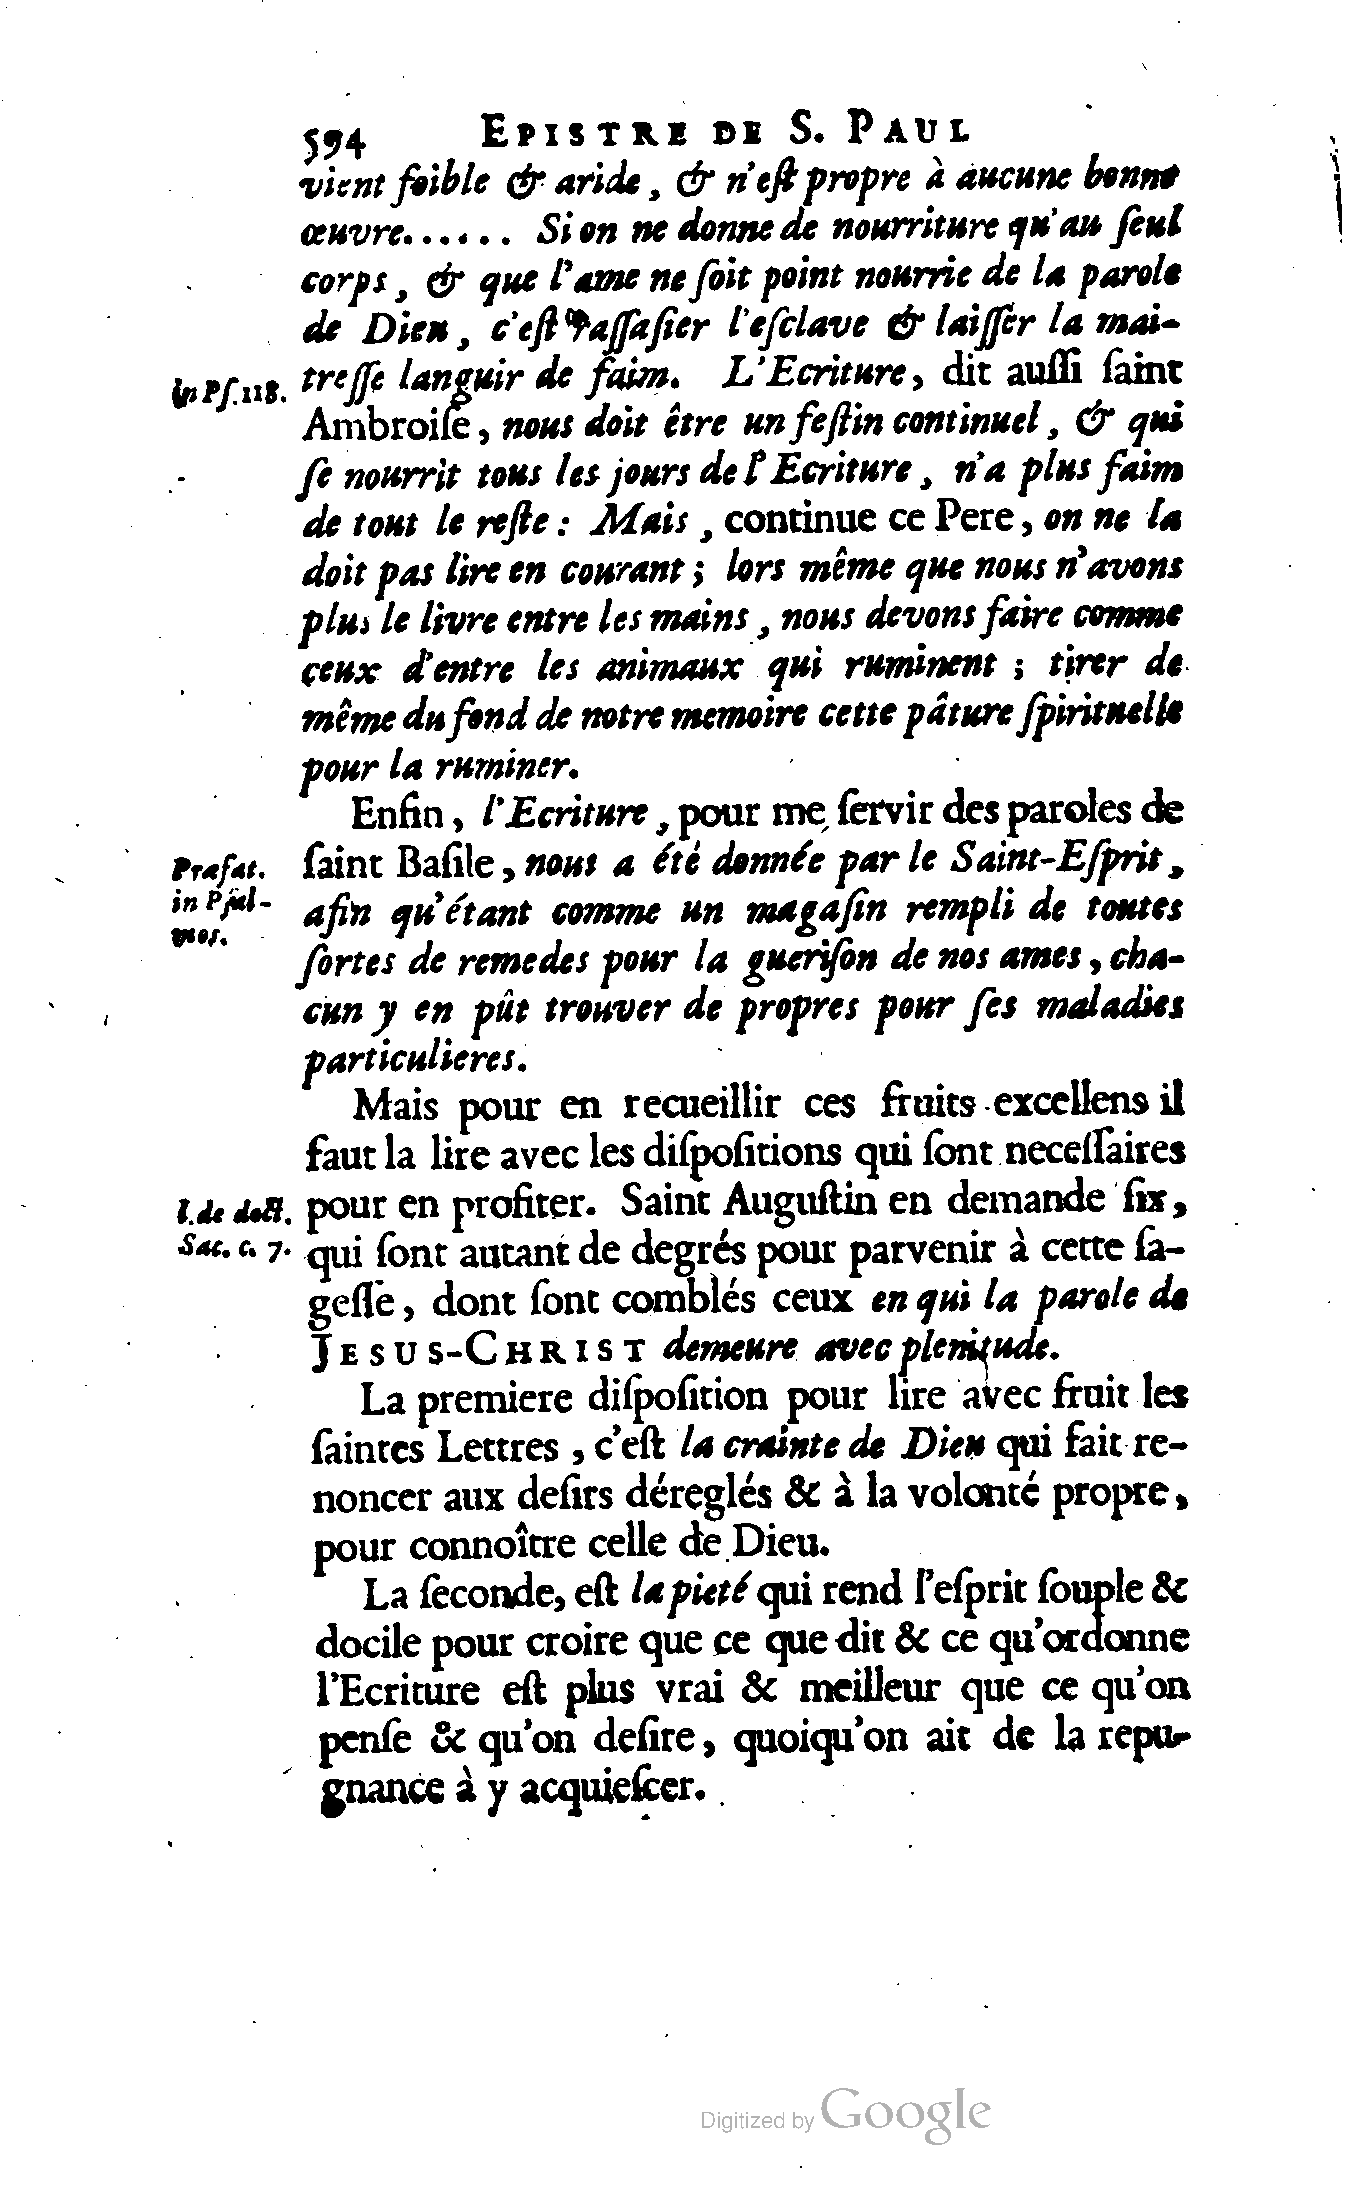 594 EPISTRE DE S. PAUL
vient foible & aride, & n'eſt propre à aucune bonne
œuvre...... Si on ne donne de nourriture qu'au ſeul
corps, & que l'ame ne ſoit point nourrie de la parole
de Dieu, c'eſt raſſaſier l'eſclave & laiſſer la mai-
treſſe languir de faim. L'Ecriture, dit auſſi ſaint
In Pſ. 118.
Ambroiſe, nous doit être un feſtin continuel, & qui
ſe nourrit tous les jours de l'Ecriture, n'a plus faim
de tout le reſte: Mais, continue ce Pere, on ne la
doit pas lire en courant; lors même que nous n'avons
plus le livre entre les mains, nous devons faire comme
ceux d'entre les animaux qui ruminent; tirer de
même du fond de notre memoire cette pâture ſpirituelle
pour la ruminer.
Enfin, l'Ecriture, pour me ſervir des paroles de
ſaint Baſile, nous a été donnée par le Saint-Eſprit,
afin qu'étant comme un magaſin rempli de toutes
ſortes de remedes pour la gueriſon de nos ames, cha-
cun y en pût trouver de propres pour ſes maladies
particulieres.
Præfat.
in Pſal-
mos.
Mais pour en recueillir ces fruits excellens il
faut la lire avec les diſpoſitions qui ſont neceſſaires
pour en profiter. Saint Auguſtin en demande ſix,
qui ſont autant de degrés pour parvenir à cette ſa-
geſſe, dont ſont comblés ceux en qui la parole de
JESUS-CHRIST demeure avec plenitude.
l. de doct.
Sac. c. 7.
La premiere diſpoſition pour lire avec fruit les
ſaintes Lettres, c'eſt la crainte de Dieu qui fait re-
noncer aux deſirs déreglés & à la volonté propre,
pour connoître celle de Dieu.
La ſeconde, eſt la pieté qui rend l'eſprit ſouple &
docile pour croire que ce que dit & ce qu'ordonne
l'Ecriture eſt plus vrai & meilleur que ce qu'on
penſe & qu'on deſire, quoiqu'on ait de la repu-
gnance à y acquieſcer.
Digitized by Google